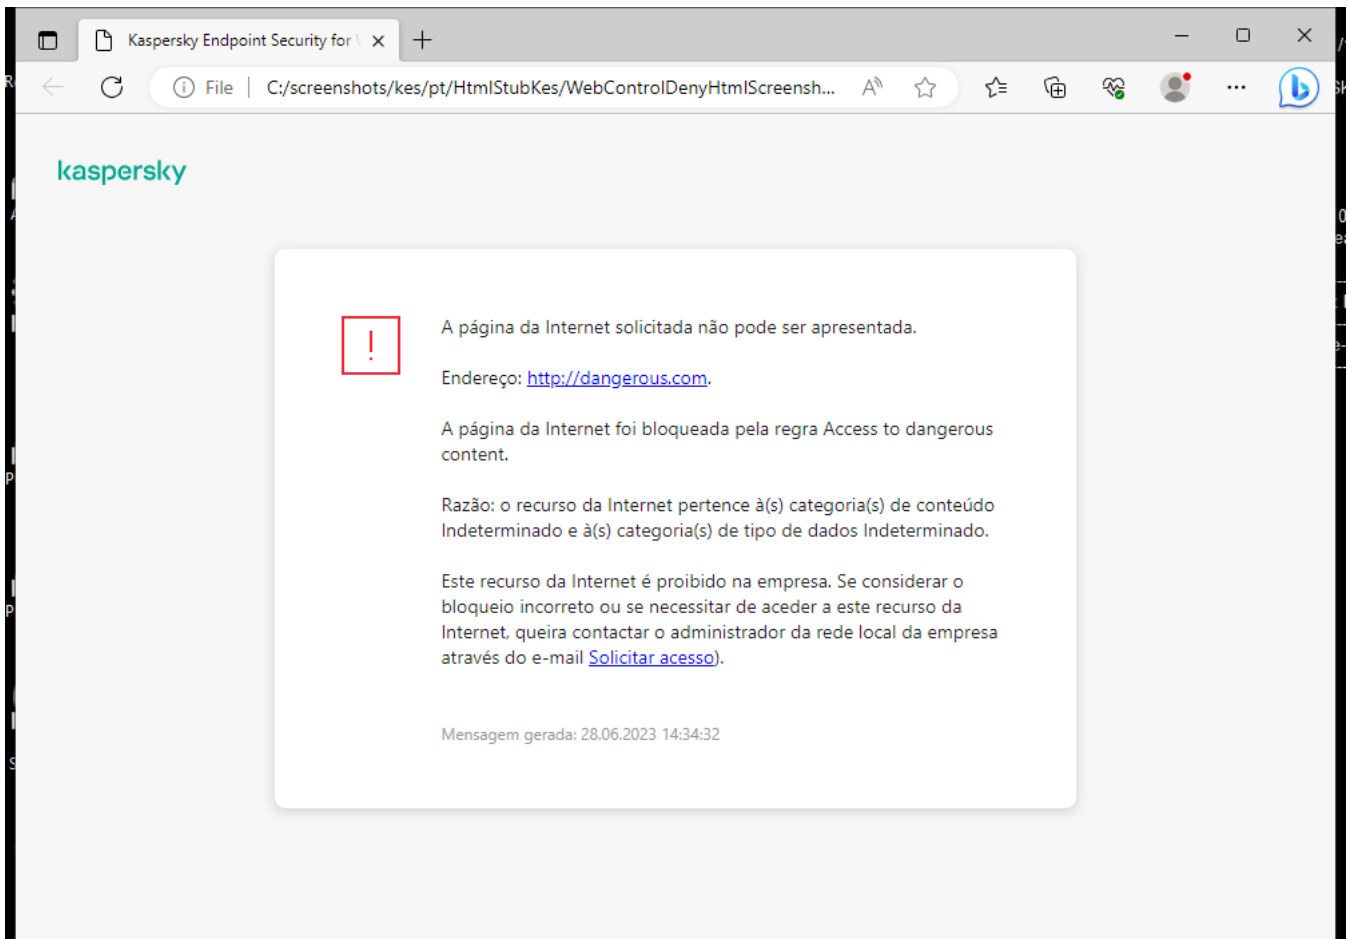 Kaspersky Endpoint Security for
File
C:/screenshots/kes/pt/HtmlStubKes/WebControlDenyHtmlScreensh...
kaspersky
!
A página da Internet solicitada não pode ser apresentada.
Endereço: http://dangerous.com.
A página da Internet foi bloqueada pela regra Access to dangerous
content.
Razão: o recurso da Internet pertence à(s) categoria(s) de conteúdo
Indeterminado e à(s) categoria(s) de tipo de dados Indeterminado.
Este recurso da Internet é proibido na empresa. Se considerar o
bloqueio incorreto ou se necessitar de aceder a este recurso da
Internet, queira contactar o administrador da rede local da empresa
através do e-mail Solicitar acesso).
Mensagem gerada: 28.06.2023 14:34:32